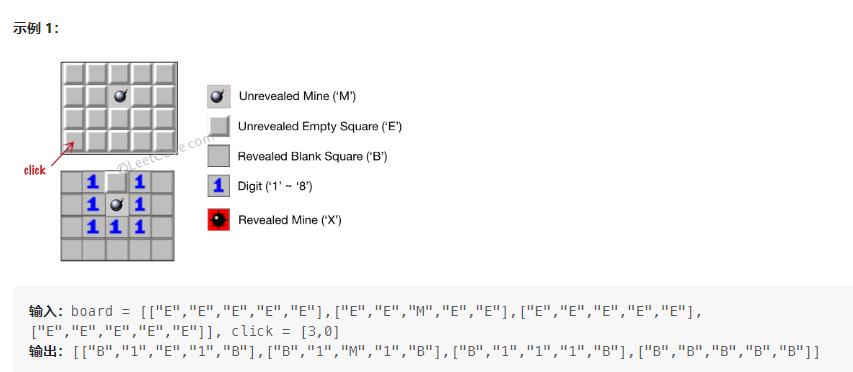 示例 1：
Unrevealed Mine (‘M’)
Unrevealed Empty Square (‘E’)
©LeetCode.com
Revealed Blank Square (‘B’)
click
1 1
Digit (‘1’ ~ ‘8’)
1 1 1
1 1 1
Revealed Mine (‘X’)
输入：board = [["E","E","E","E","E"],["E","E","M","E","E"],["E","E","E","E","E"],
["E","E","E","E","E"]], click = [3,0]
输出：[["B","1","E","1","B"],["B","1","M","1","B"],["B","1","1","1","B"],["B","B","B","B","B"]]